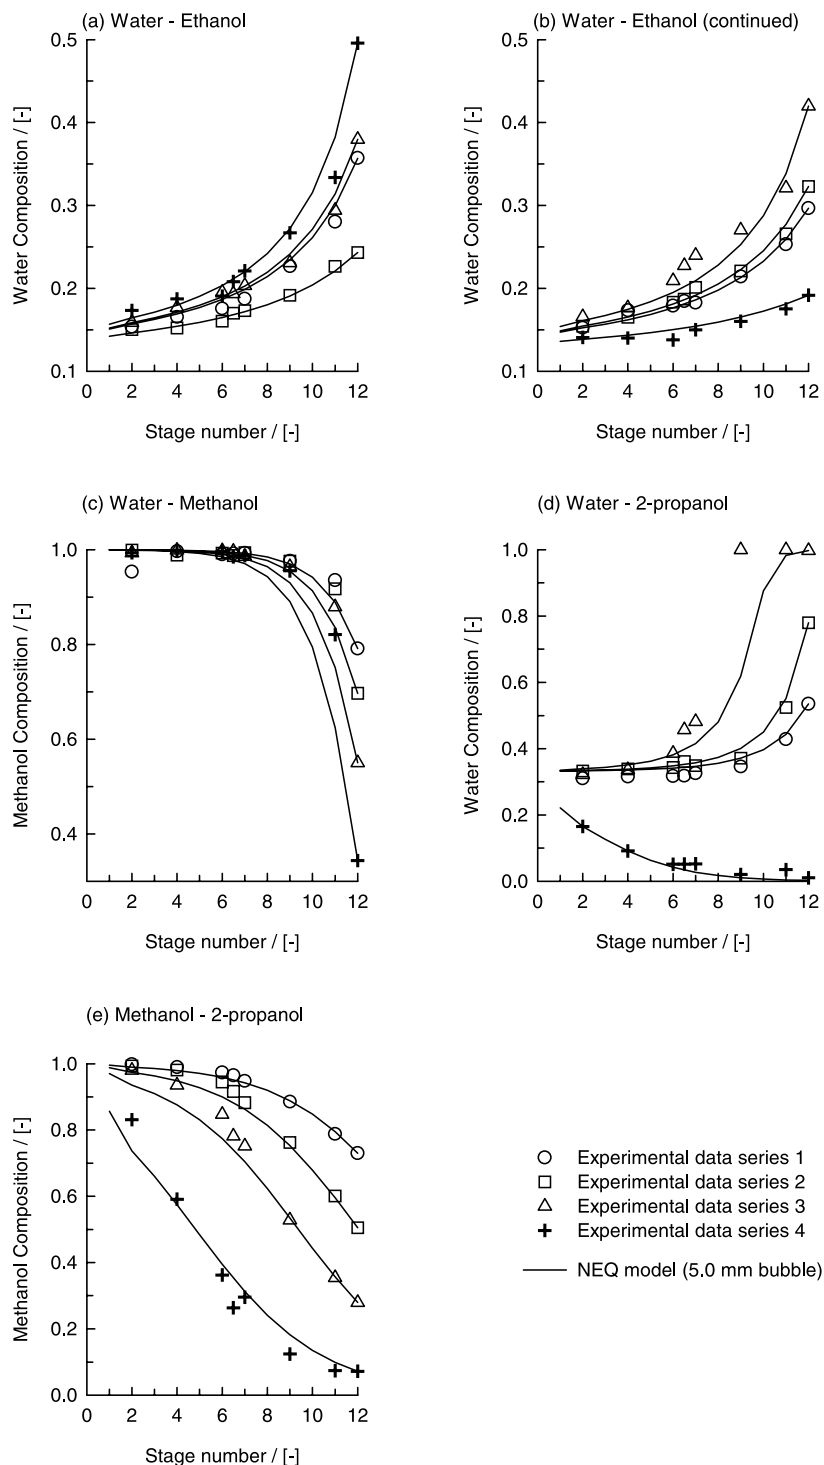 (a) Water - Ethanol
0.5
0.4
0.3
0.2
0.1
Water Composition / [-]
0 2 4 6 8 10 12
Stage number / [-]
(b) Water - Ethanol (continued)
0.5
0.4
0.3
0.2
0.1
Water Composition / [-]
0 2 4 6 8 10 12
Stage number / [-]
(c) Water - Methanol
1.0
0.8
0.6
0.4
Methanol Composition / [-]
0 2 4 6 8 10 12
Stage number / [-]
(d) Water - 2-propanol
1.0
0.8
0.6
0.4
0.2
0.0
Water Composition / [-]
0 2 4 6 8 10 12
Stage number / [-]
(e) Methanol - 2-propanol
1.0
0.8
0.6
0.4
0.2
0.0
Methanol Composition / [-]
0 2 4 6 8 10 12
Stage number / [-]
Experimental data series 1
Experimental data series 2
Experimental data series 3
Experimental data series 4
NEQ model (5.0 mm bubble)